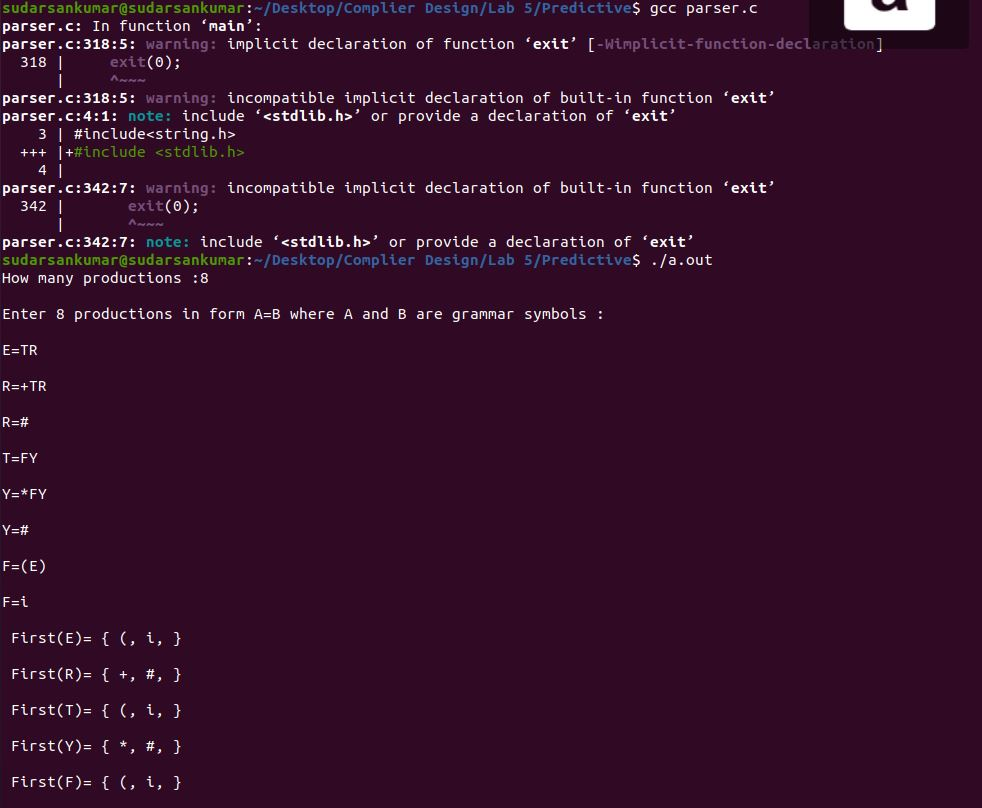 sudarsankumar@sudarsankumar:~/Desktop/Complier Design/Lab 5/Predictive$ gcc parser.c
a
parser.c: In function ‘main’:
parser.c:318:5: warning: implicit declaration of function ‘exit’ [-Wimplicit-function-declaration]
  318 |     exit(0);
      |     ^~~~
parser.c:318:5: warning: incompatible implicit declaration of built-in function ‘exit’
parser.c:4:1: note: include ‘<stdlib.h>’ or provide a declaration of ‘exit’
    3 | #include<string.h>
  +++ |+#include <stdlib.h>
    4 |
parser.c:342:7: warning: incompatible implicit declaration of built-in function ‘exit’
  342 |       exit(0);
      |       ^~~~
parser.c:342:7: note: include ‘<stdlib.h>’ or provide a declaration of ‘exit’
sudarsankumar@sudarsankumar:~/Desktop/Complier Design/Lab 5/Predictive$ ./a.out
How many productions :8
Enter 8 productions in form A=B where A and B are grammar symbols :
E=TR
R=+TR
R=#
T=FY
Y=*FY
Y=#
F=(E)
F=i
First(E)= { (, i, }
First(R)= { +, #, }
First(T)= { (, i, }
First(Y)= { *, #, }
First(F)= { (, i, }